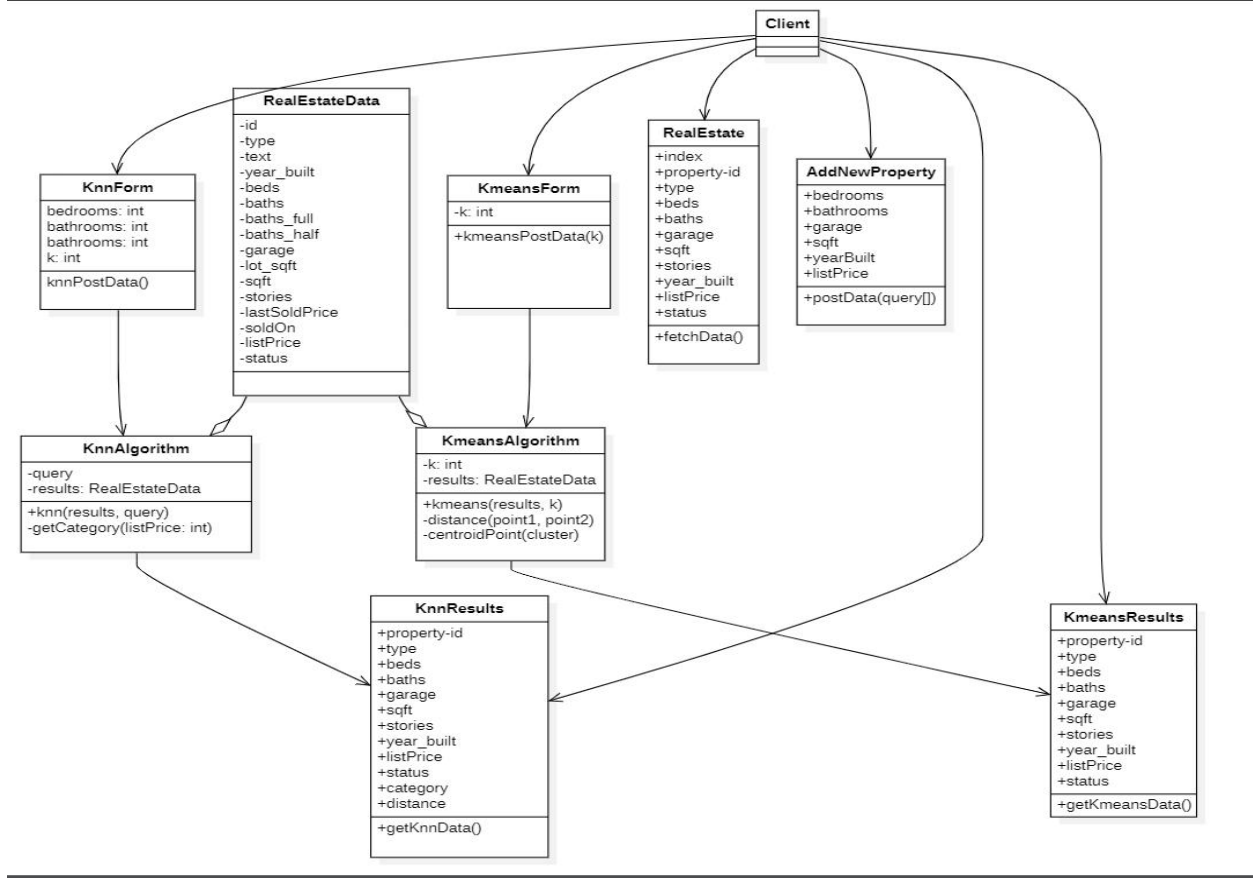 Client
RealEstateData
-id
-type
-text
-year_built
-beds
-baths
-baths_full
-baths_half
-garage
-lot_sqft
-sqft
-stories
-lastSoldPrice
-soldOn
-listPrice
-status
KnnForm
bedrooms: int
bathrooms: int
bathrooms: int
k: int
knnPostData()
KmeansForm
-k: int
+kmeansPostData(k)
RealEstate
+index
+property-id
+type
+beds
+baths
+garage
+sqft
+stories
+year_built
+listPrice
+status
+fetchData()
AddNewProperty
+bedrooms
+bathrooms
+garage
+sqft
+yearBuilt
+listPrice
+postData(query[])
KnnAlgorithm
-query
-results: RealEstateData
+knn(results, query)
-getCategory(listPrice: int)
KmeansAlgorithm
-k: int
-results: RealEstateData
+kmeans(results, k)
-distance(point1, point2)
-centroidPoint(cluster)
KnnResults
+property-id
+type
+beds
+baths
+garage
+sqft
+stories
+year_built
+listPrice
+status
+category
+distance
+getKnnData()
KmeansResults
+property-id
+type
+beds
+baths
+garage
+sqft
+stories
+year_built
+listPrice
+status
+getKmeansData()